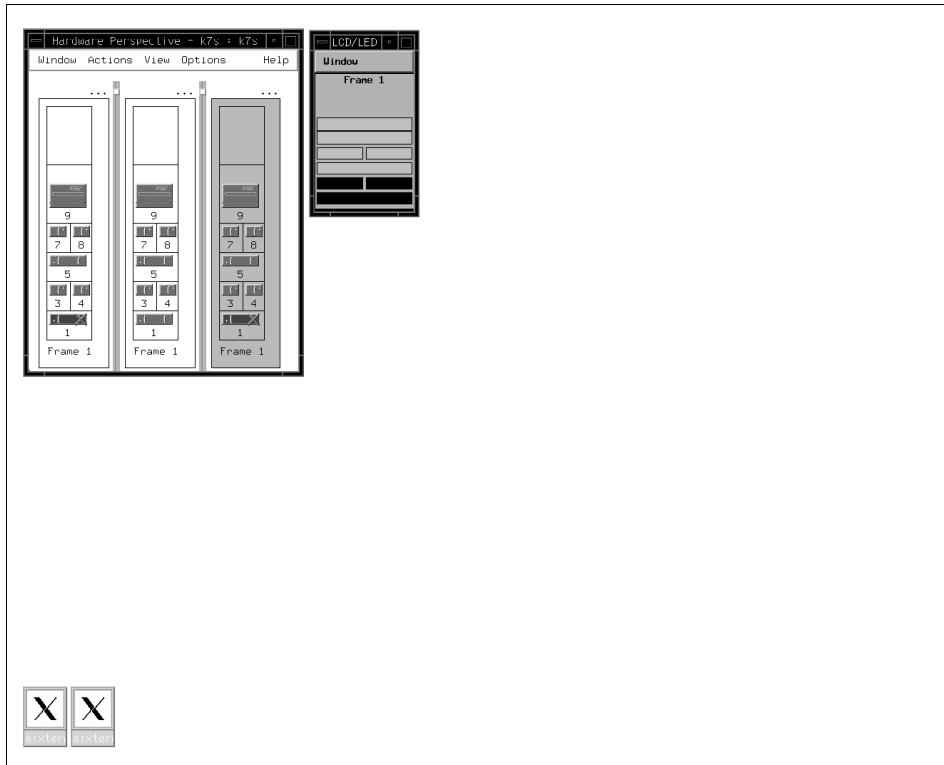 Hardware Perspective - k7s : k7s
Window Actions View Options Help
... ... ...
9 9 9
7 8 7 8 7 8
5 5 5
3 4 3 4 3 4
1 1 1
Frame 1 Frame 1 Frame 1
LCD/LED
Window
Frame 1
X X
aixterm aixterm